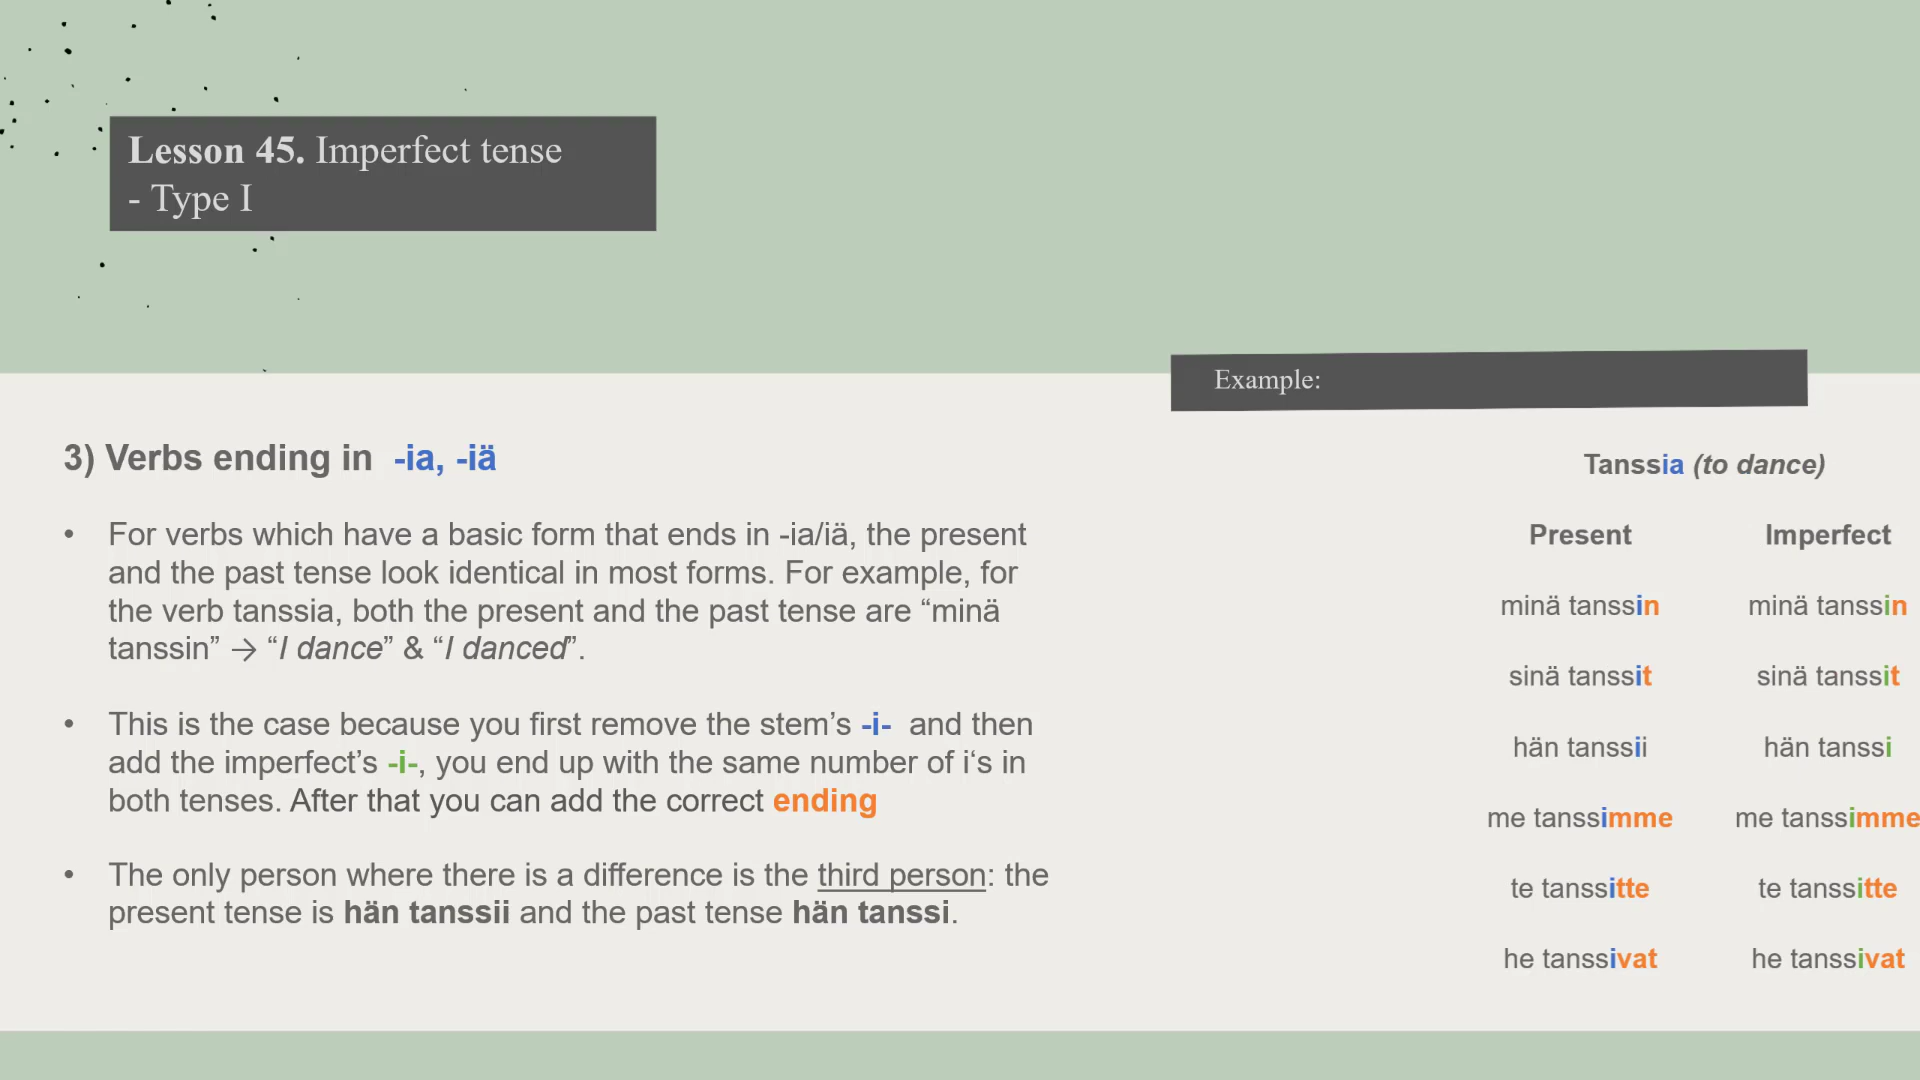 Lesson 45. Imperfect tense
- Type I
Example:
3) Verbs ending in -ia, -iä
• For verbs which have a basic form that ends in -ia/iä, the present
and the past tense look identical in most forms. For example, for
the verb tanssia, both the present and the past tense are “minä
tanssin” → “I dance” & “I danced”.
• This is the case because you first remove the stem’s -i- and then
add the imperfect’s -i-, you end up with the same number of i‘s in
both tenses. After that you can add the correct ending
• The only person where there is a difference is the third person: the
present tense is hän tanssii and the past tense hän tanssi.
Tanssia (to dance)
Present Imperfect
minä tanssin minä tanssin
sinä tanssit sinä tanssit
hän tanssii hän tanssi
me tanssimme me tanssimme
te tanssitte te tanssitte
he tanssivat he tanssivat